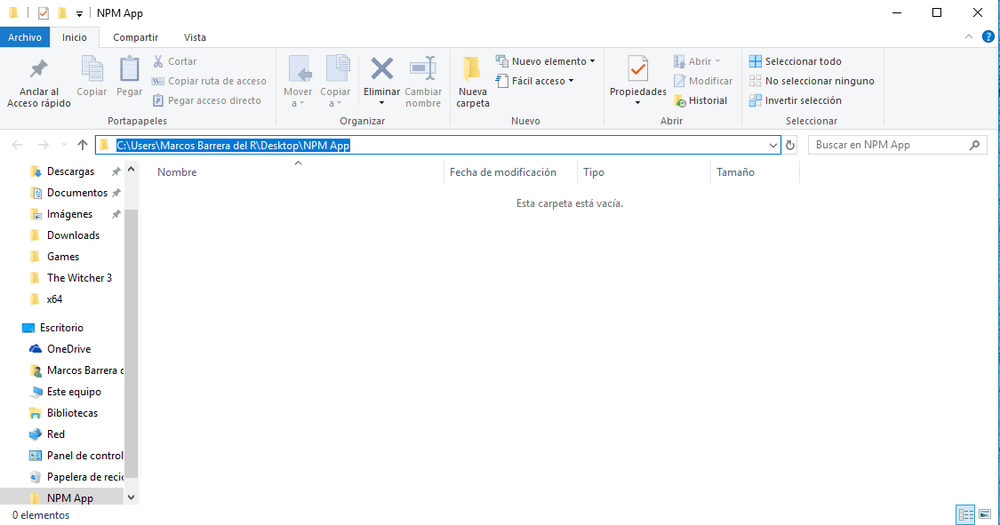 NPM App
Archivo Inicio Compartir Vista
Anclar al Acceso rápido
Copiar
Pegar
Cortar
Copiar ruta de acceso
Pegar acceso directo
Portapapeles
Mover a
Copiar a
Eliminar
Cambiar nombre
Organizar
Nueva carpeta
Nuevo elemento
Fácil acceso
Nuevo
Propiedades
Abrir
Modificar
Historial
Abrir
Seleccionar todo
No seleccionar ninguno
Invertir selección
Seleccionar
C:\Users\Marcos Barrera del R\Desktop\NPM App
Buscar en NPM App
Nombre Fecha de modificación Tipo Tamaño
Esta carpeta está vacía.
Descargas
Documentos
Imágenes
Downloads
Games
The Witcher 3
x64
Escritorio
OneDrive
Marcos Barrera d
Este equipo
Bibliotecas
Red
Panel de control
Papelera de recic
NPM App
0 elementos